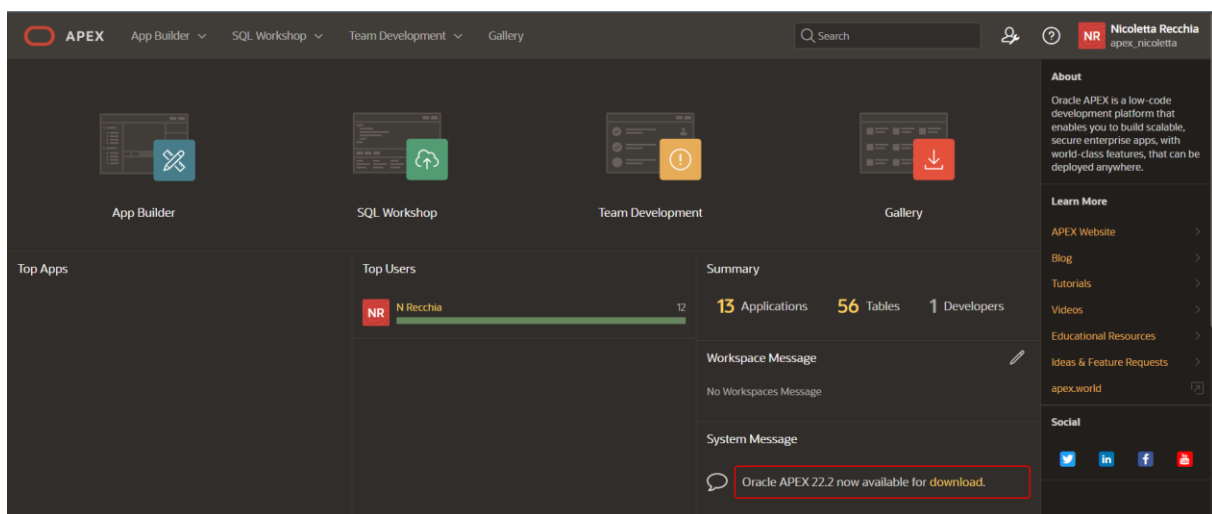 APEX
App Builder
SQL Workshop
Team Development
Gallery
Search
NR
Nicoletta Recchia
apex_nicoletta
App Builder
SQL Workshop
Team Development
Gallery
Top Apps
Top Users
NR
N Recchia
12
Summary
13 Applications
56 Tables
1 Developers
Workspace Message
No Workspaces Message
System Message
Oracle APEX 22.2 now available for download.
About
Oracle APEX is a low-code
development platform that
enables you to build scalable,
secure enterprise apps, with
world-class features, that can be
deployed anywhere.
Learn More
APEX Website
Blog
Tutorials
Videos
Educational Resources
Ideas & Feature Requests
apex.world
Social